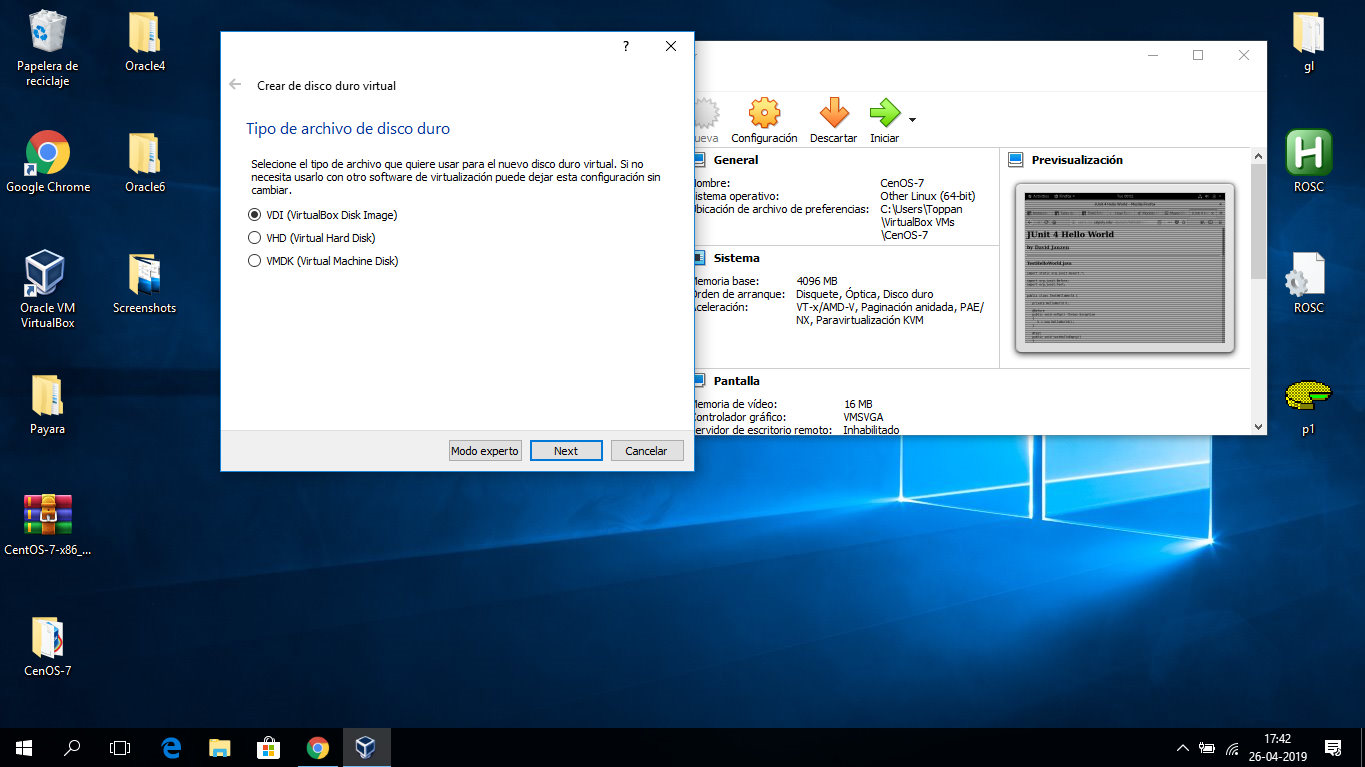 Papelera de
reciclaje
Oracle4
Google Chrome
Oracle6
Oracle VM
VirtualBox
Screenshots
Payara
CentOS-7-x86_...
CenOS-7
?
Crear de disco duro virtual
Tipo de archivo de disco duro
Selecione el tipo de archivo que quiere usar para el nuevo disco duro virtual. Si no
necesita usarlo con otro software de virtualización puede dejar esta configuración sin
cambiar.
VDI (VirtualBox Disk Image)
VHD (Virtual Hard Disk)
VMDK (Virtual Machine Disk)
Modo experto
Next
Cancelar
ueva
Configuración
Descartar
Iniciar
General
ombre:
CenOS-7
istema operativo:
Other Linux (64-bit)
bicación de archivo de preferencias:
C:\Users\Toppan
\VirtualBox VMs
\CenOS-7
Sistema
emoria base:
4096 MB
rden de arranque:
Disquete, Óptica, Disco duro
celeración:
VT-x/AMD-V, Paginación anidada, PAE/
NX, Paravirtualización KVM
Pantalla
emoria de vídeo:
16 MB
ontrolador gráfico:
VMSVGA
ervidor de escritorio remoto:
Inhabilitado
Previsualización
JUnit 4 Hello World
by David Janzen
TestHelloWorld.java
gl
ROSC
ROSC
p1
17:42
26-04-2019